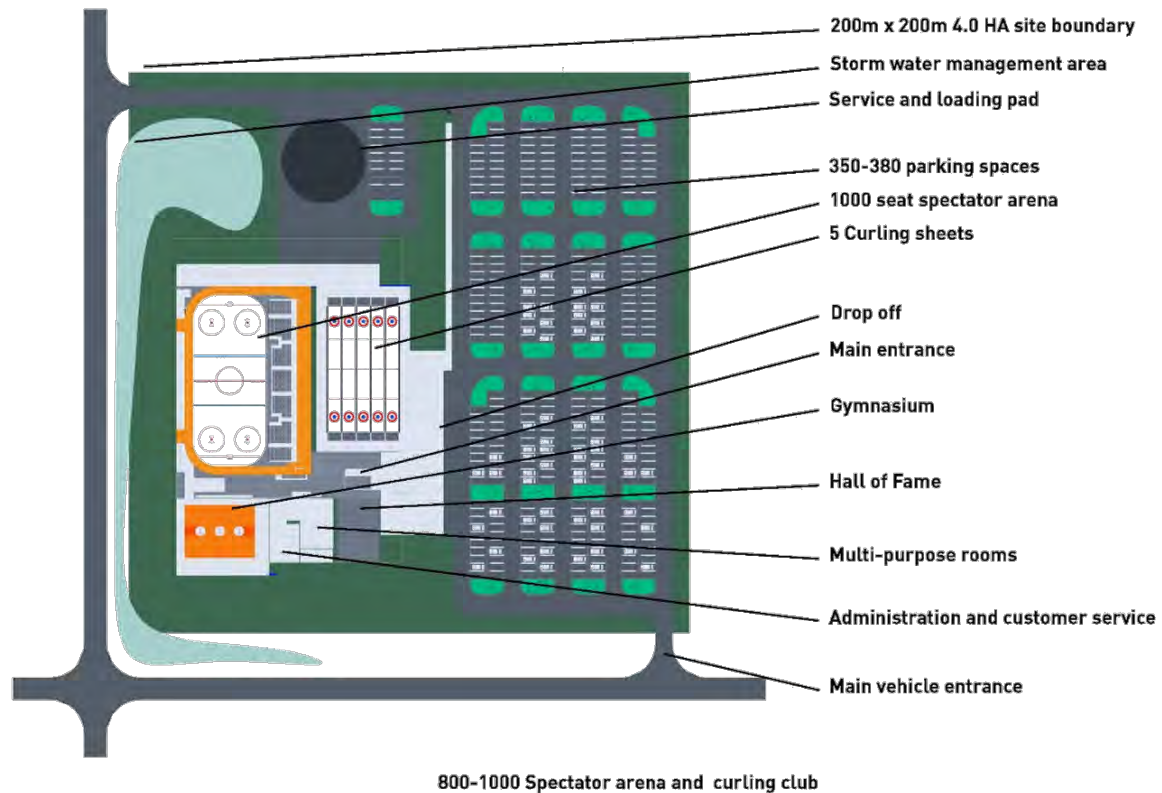 200m x 200m 4.0 HA site boundary
Storm water management area
Service and loading pad
350-380 parking spaces
1000 seat spectator arena
5 Curling sheets
Drop off
Main entrance
Gymnasium
Hall of Fame
Multi-purpose rooms
Administration and customer service
Main vehicle entrance
800-1000 Spectator arena and curling club